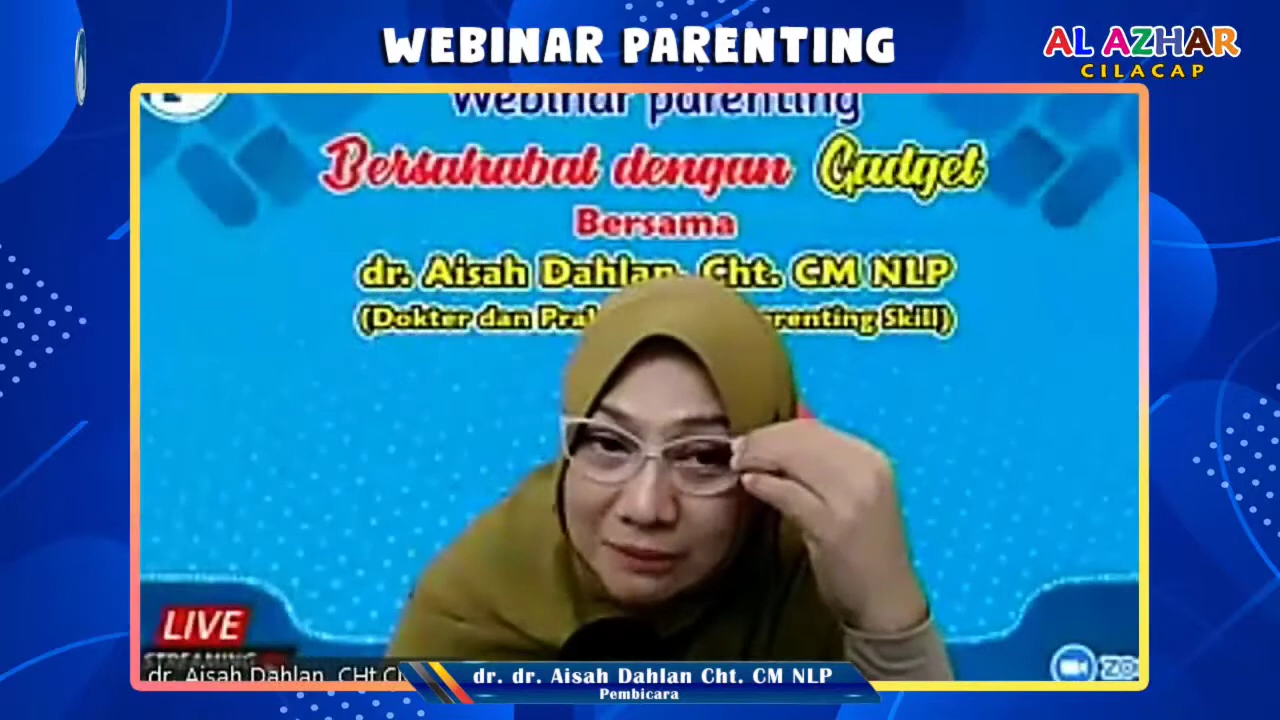 WEBINAR PARENTING
AL AZHAR
CILACAP
Webinar parenting
Bersahabat dengan Gadget
Bersama
dr. Aisah Dahlan, Cht. CM NLP
(Dokter dan Pra renting Skill)
LIVE
STREAMING
dr. Aisah Dahlan, CHt.C
dr. dr. Aisah Dahlan Cht. CM NLP
Pembicara